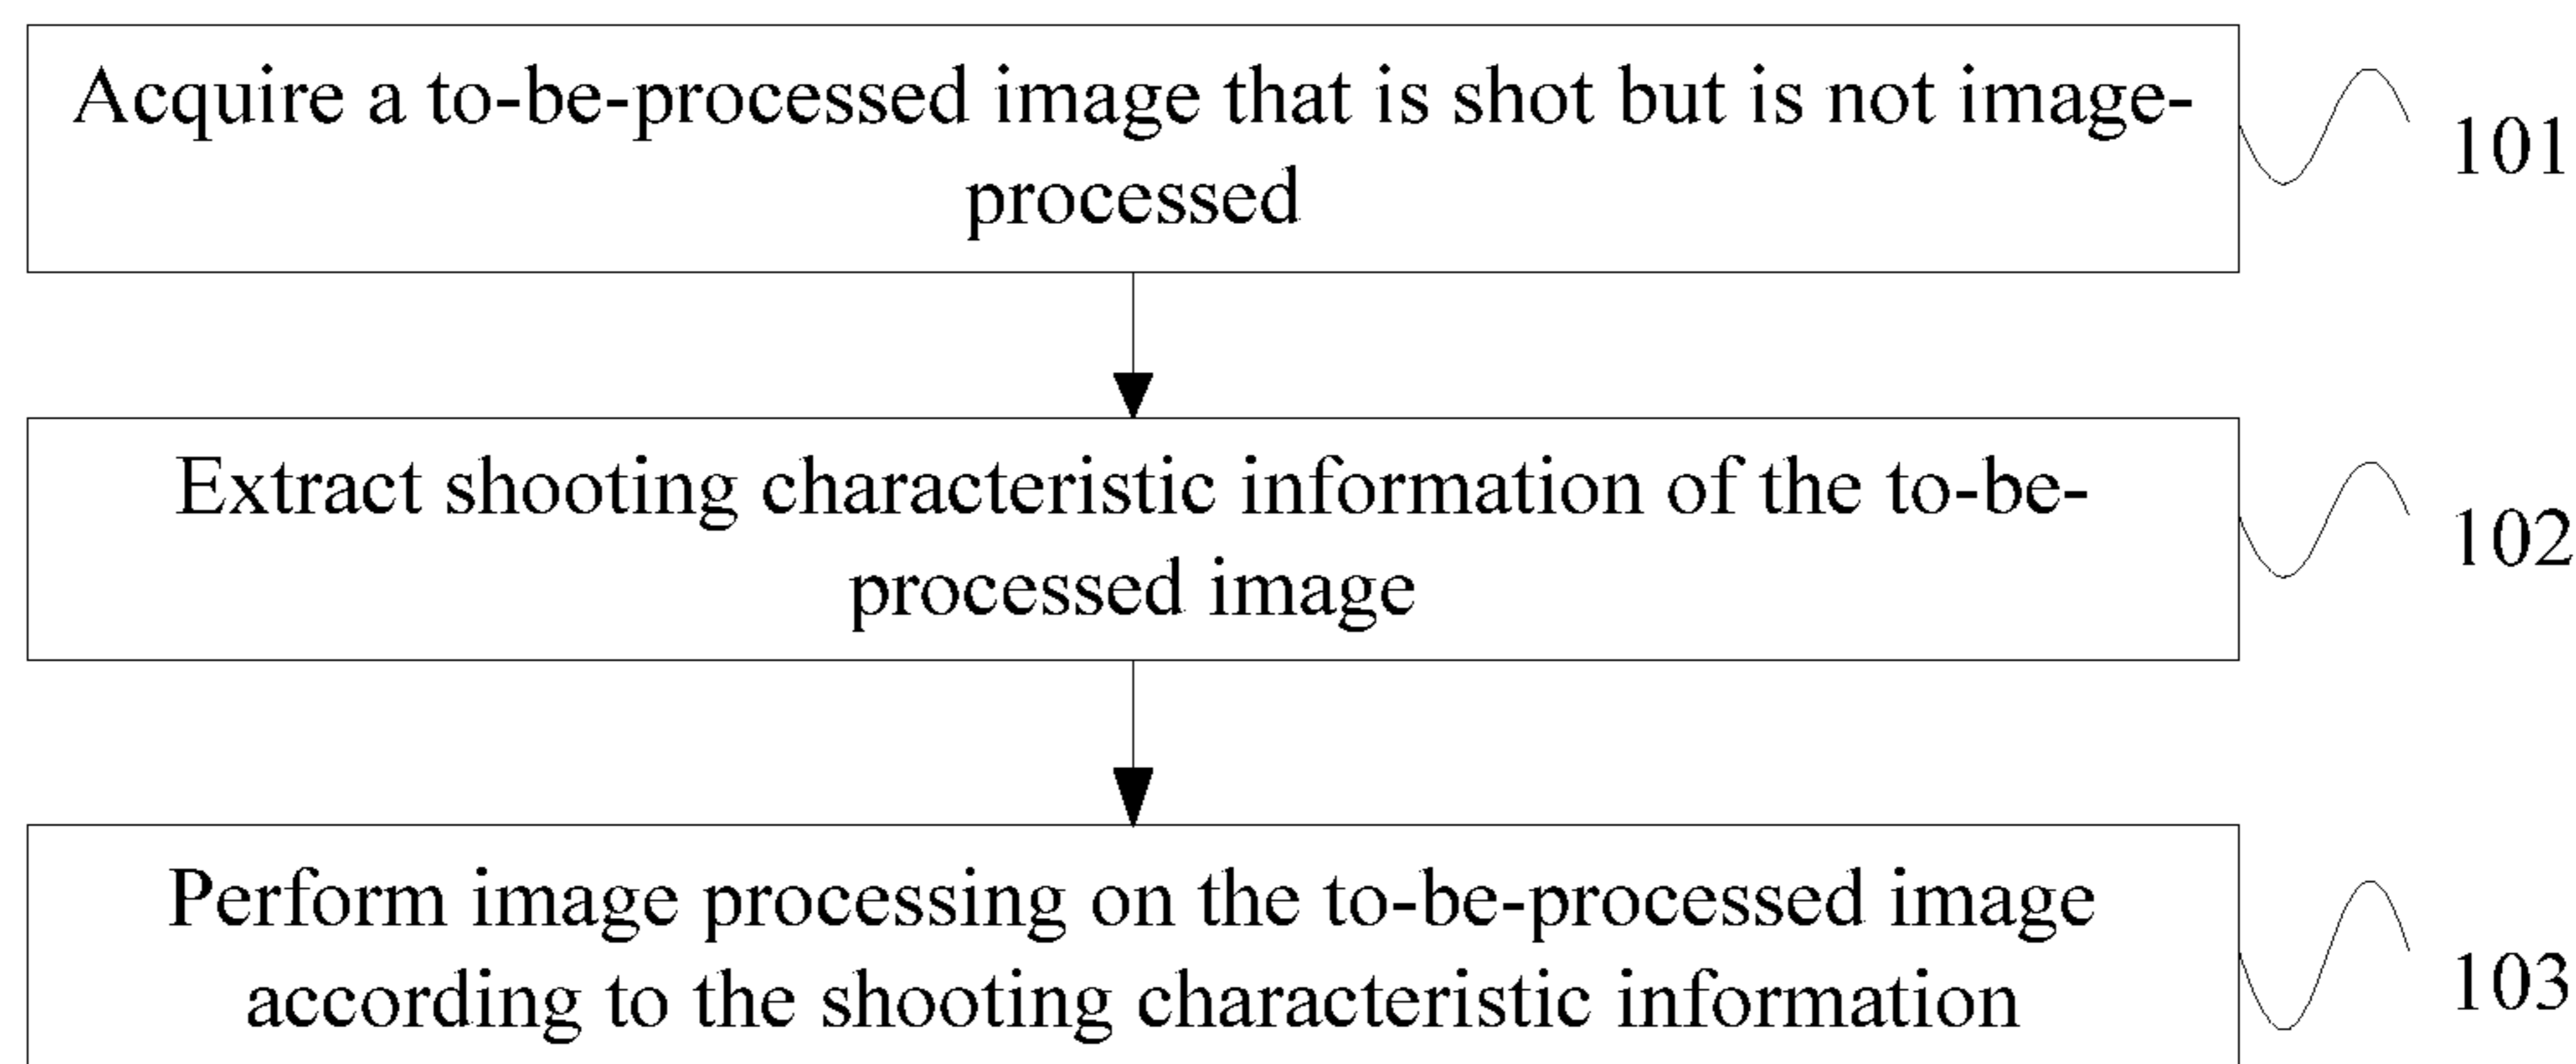 Acquire a to-be-processed image that is shot but is not image-
processed
101
Extract shooting characteristic information of the to-be-
processed image
102
Perform image processing on the to-be-processed image
according to the shooting characteristic information
103